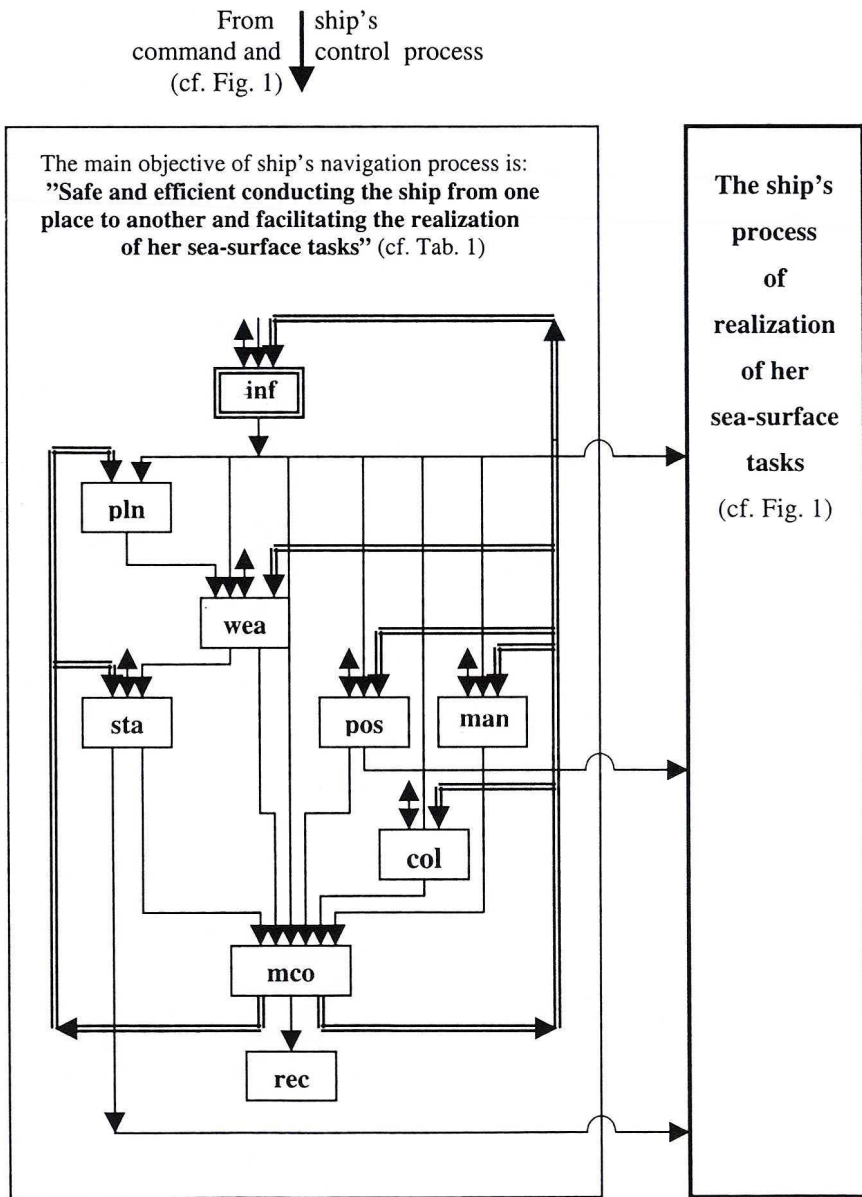 From ship's
command and control process
(cf. Fig. 1)
The main objective of ship's navigation process is:
”Safe and efficient conducting the ship from one
place to another and facilitating the realization
of her sea-surface tasks” (cf. Tab. 1)
The ship's
process
of
realization
of her
sea-surface
tasks
(cf. Fig. 1)
inf
pln
wea
sta
pos
man
col
mco
rec